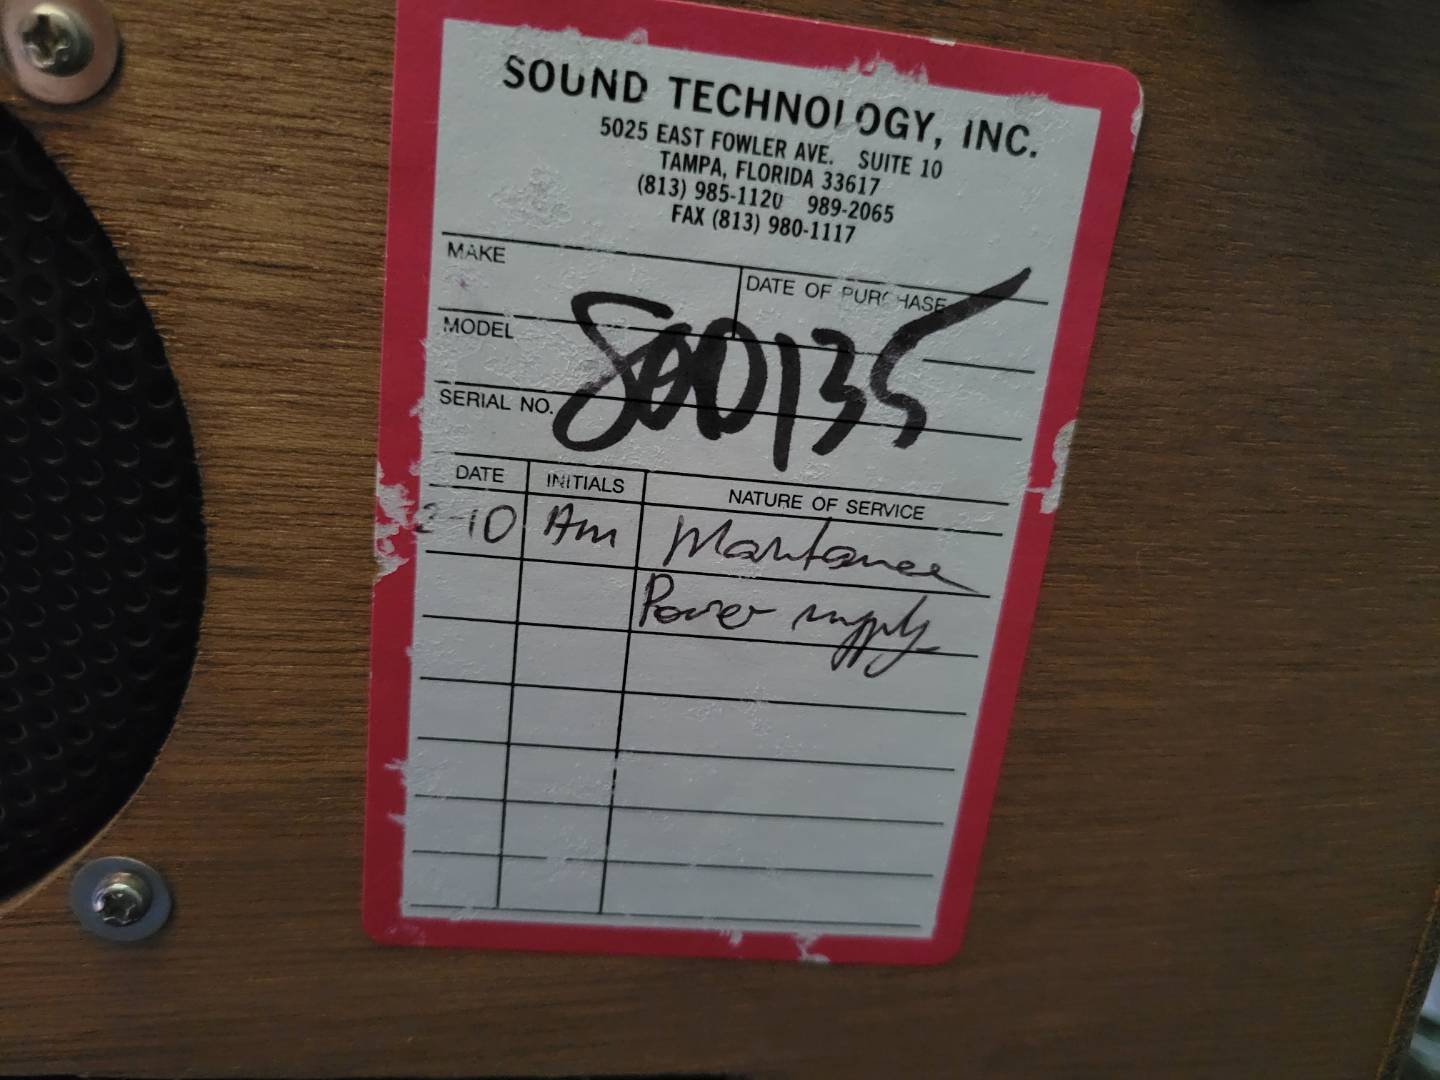 SOUND TECHNOLOGY, INC.
5025 EAST FOWLER AVE. SUITE 10
TAMPA, FLORIDA 33617
(813) 985-1120 989-2065
FAX (813) 980-1117
MAKE
DATE OF PURCHASE
MODEL
800135
SERIAL NO.
DATE INITIALS NATURE OF SERVICE
2-10 Am Mantance
Power supply